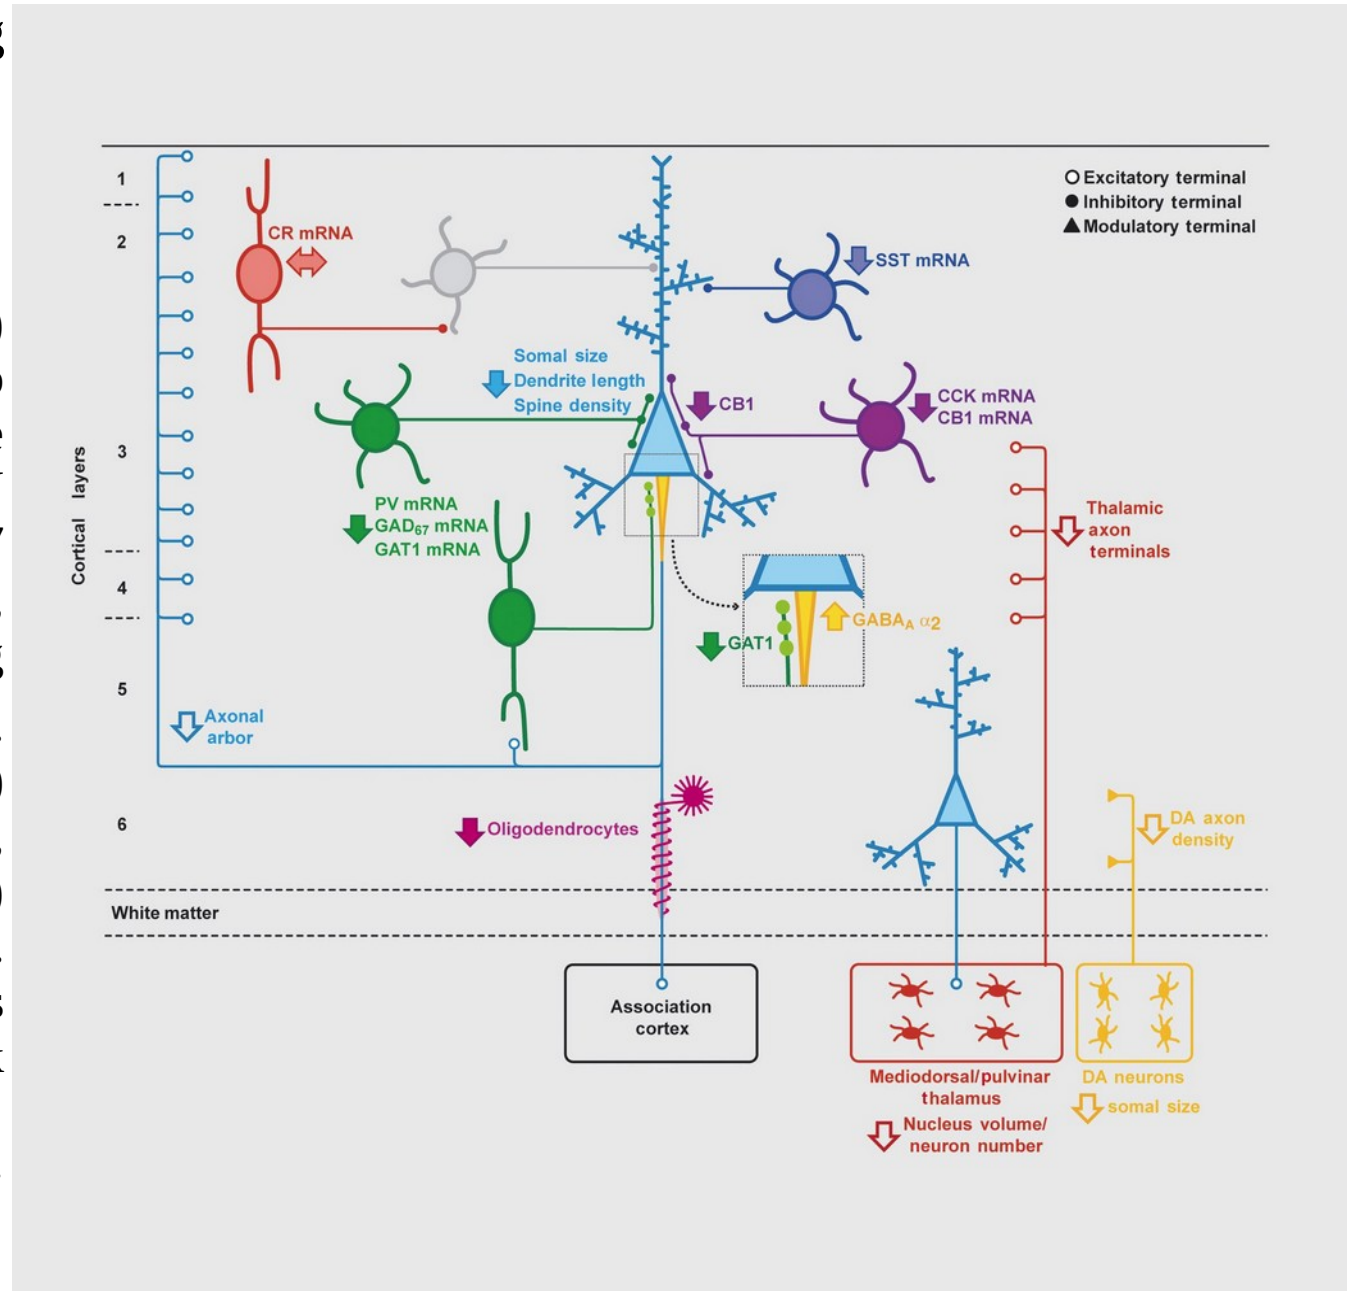 1
Excitatory terminal
Inhibitory terminal
Modulatory terminal
CR mRNA
2
SST mRNA
Somal size
Dendrite length
Spine density
CB1
CCK mRNA
CB1 mRNA
3
Cortical layers
PV mRNA
GAD67 mRNA
GAT1 mRNA
Thalamic
axon
terminals
4
GABAA α2
GAT1
5
Axonal
arbor
6
Oligodendrocytes
DA axon
density
White matter
Association
cortex
Mediodorsal/pulvinar
thalamus
Nucleus volume/
neuron number
DA neurons
somal size